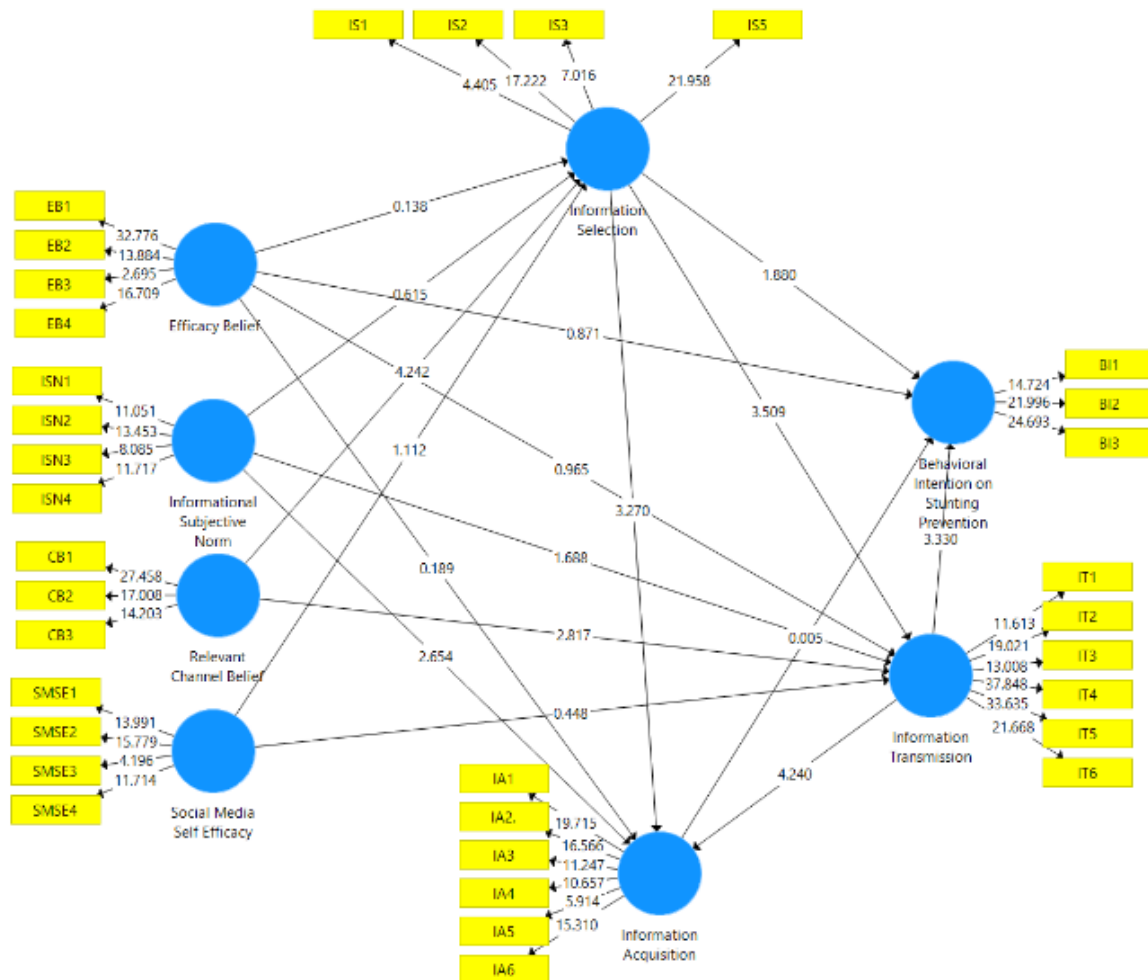 IS1
IS2
IS3
IS5
4.405
17.222
7.016
21.958
Information
Selection
EB1
EB2
EB3
EB4
32.776
13.884
2.695
16.709
Efficacy Belief
0.138
0.615
4.242
1.112
0.871
1.880
3.509
0.965
3.270
1.688
0.189
2.654
2.817
0.448
0.005
3.330
4.240
ISN1
ISN2
ISN3
ISN4
11.051
13.453
8.085
11.717
Informational
Subjective
Norm
CB1
CB2
CB3
27.458
17.008
14.203
Relevant
Channel Belief
SMSE1
SMSE2
SMSE3
SMSE4
13.991
15.779
4.196
11.714
Social Media
Self Efficacy
BI1
BI2
BI3
14.724
21.996
24.693
Behavioral
Intention on
Stunting
Prevention
IT1
IT2
IT3
IT4
IT5
IT6
11.613
19.021
13.008
37.848
33.635
21.668
Information
Transmission
IA1
IA2.
IA3
IA4
IA5
IA6
19.715
16.566
11.247
10.657
5.914
15.310
Information
Acquisition